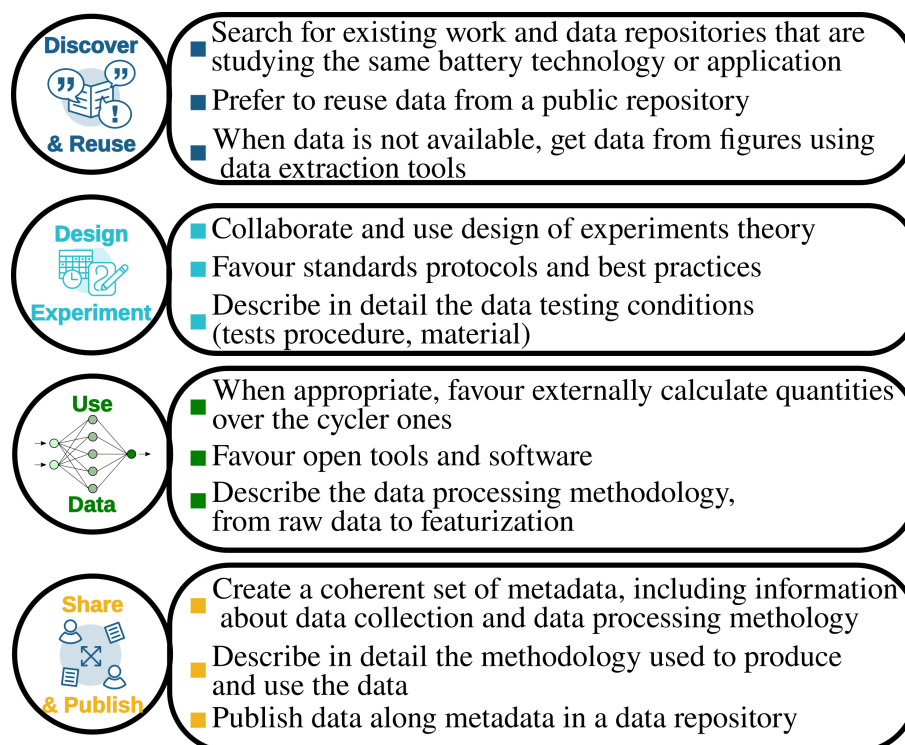 Discover
& Reuse
Search for existing work and data repositories that are
studying the same battery technology or application
Prefer to reuse data from a public repository
When data is not available, get data from figures using
data extraction tools
Design
Experiment
Collaborate and use design of experiments theory
Favour standards protocols and best practices
Describe in detail the data testing conditions
(tests procedure, material)
Use
Data
When appropriate, favour externally calculate quantities
over the cycler ones
Favour open tools and software
Describe the data processing methodology,
from raw data to featurization
Share
& Publish
Create a coherent set of metadata, including information
about data collection and data processing methology
Describe in detail the methodology used to produce
and use the data
Publish data along metadata in a data repository